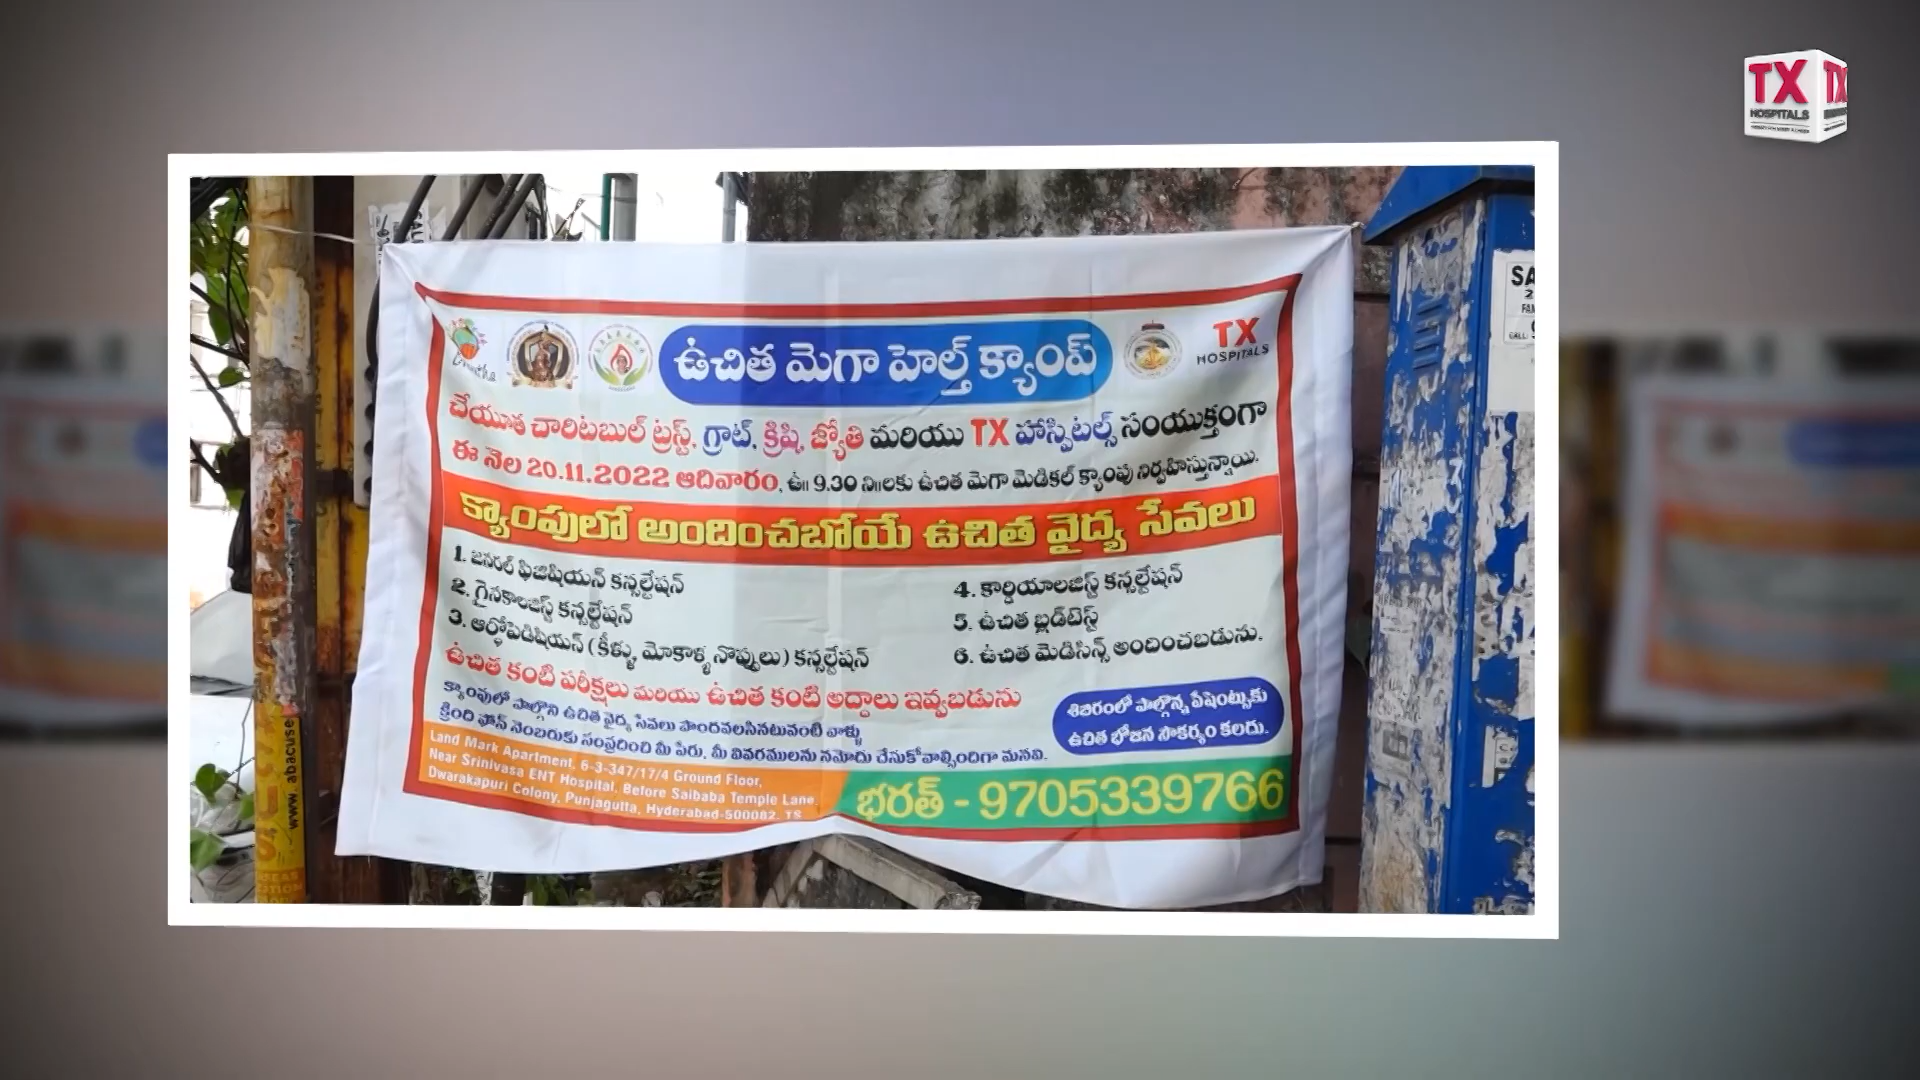 TX
HOSPITALS
ఉచిత మెగా హెల్త్ క్యాంప్
TX
HOSPITALS
చేయూత చారిటబుల్ ట్రస్ట్, గ్రాట్, క్రిషి, జ్యోతి మరియు TX హాస్పిటల్స్ సంయుక్తంగా
ఈ నెల 20.11.2022 ఆదివారం, ఉ॥ 9.30 ని॥లకు ఉచిత మెగా మెడికల్ క్యాంపు నిర్వహిస్తున్నాయి.
క్యాంపులో అందించబోయే ఉచిత వైద్య సేవలు
1. జనరల్ ఫిజిషియన్ కన్సల్టేషన్
2. గైనకాలజిస్ట్ కన్సల్టేషన్
3. ఆర్థోపెడిషియన్ (కీళ్ళు, మోకాళ్ళ నొప్పులు) కన్సల్టేషన్
4. కార్డియాలజిస్ట్ కన్సల్టేషన్
5. ఉచిత బ్లడ్‌టెస్ట్
6. ఉచిత మెడిసిన్స్ అందించబడును.
ఉచిత కంటి పరీక్షలు మరియు ఉచిత కంటి అద్దాలు ఇవ్వబడును
క్యాంపులో పాల్గొని ఉచిత వైద్య సేవలు పొందవలసినటువంటి వాళ్ళు
క్రింది ఫోన్ నెంబరుకు సంప్రదించి మీ పేరు, మీ వివరములను నమోదు చేసుకోవాల్సిందిగా మనవి.
శిబిరంలో పాల్గొన్న పేషెంట్సుకు
ఉచిత భోజన సౌకర్యం కలదు.
Land Mark Apartment, 6-3-347/17/4 Ground Floor,
Near Srinivasa ENT Hospital, Before Saibaba Temple Lane,
Dwarakapuri Colony, Punjagutta, Hyderabad-500082. TS
భరత్ - 9705339766
www.abacuse